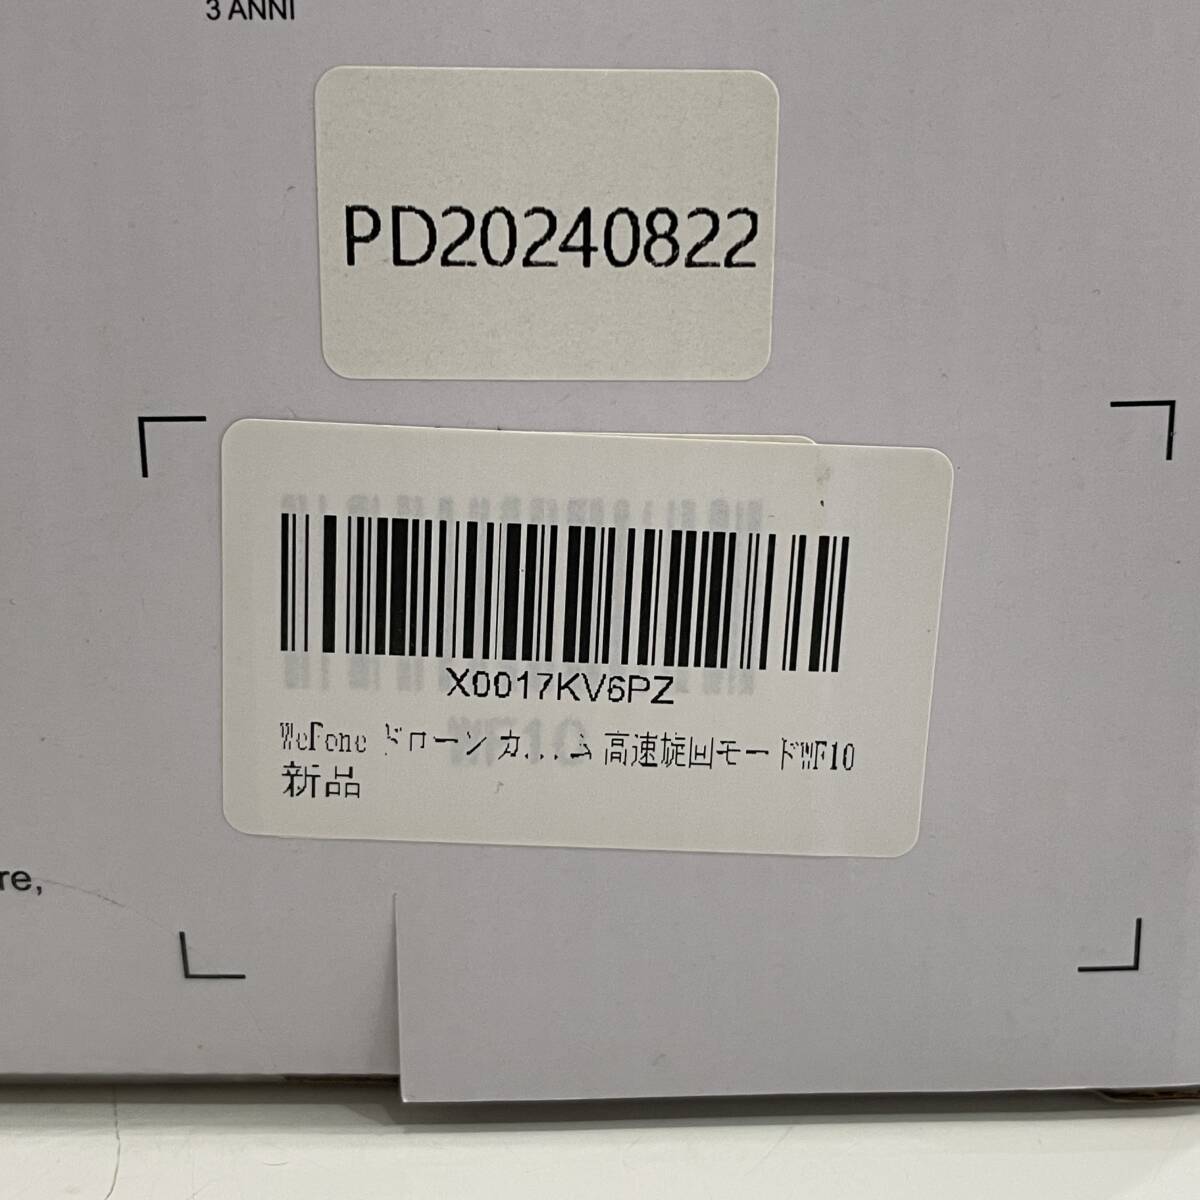 3 ANNI
PD20240822
X0017KV6PZ
WeFone ドローン カ...ム 高速旋回モードWF10
新品
re,